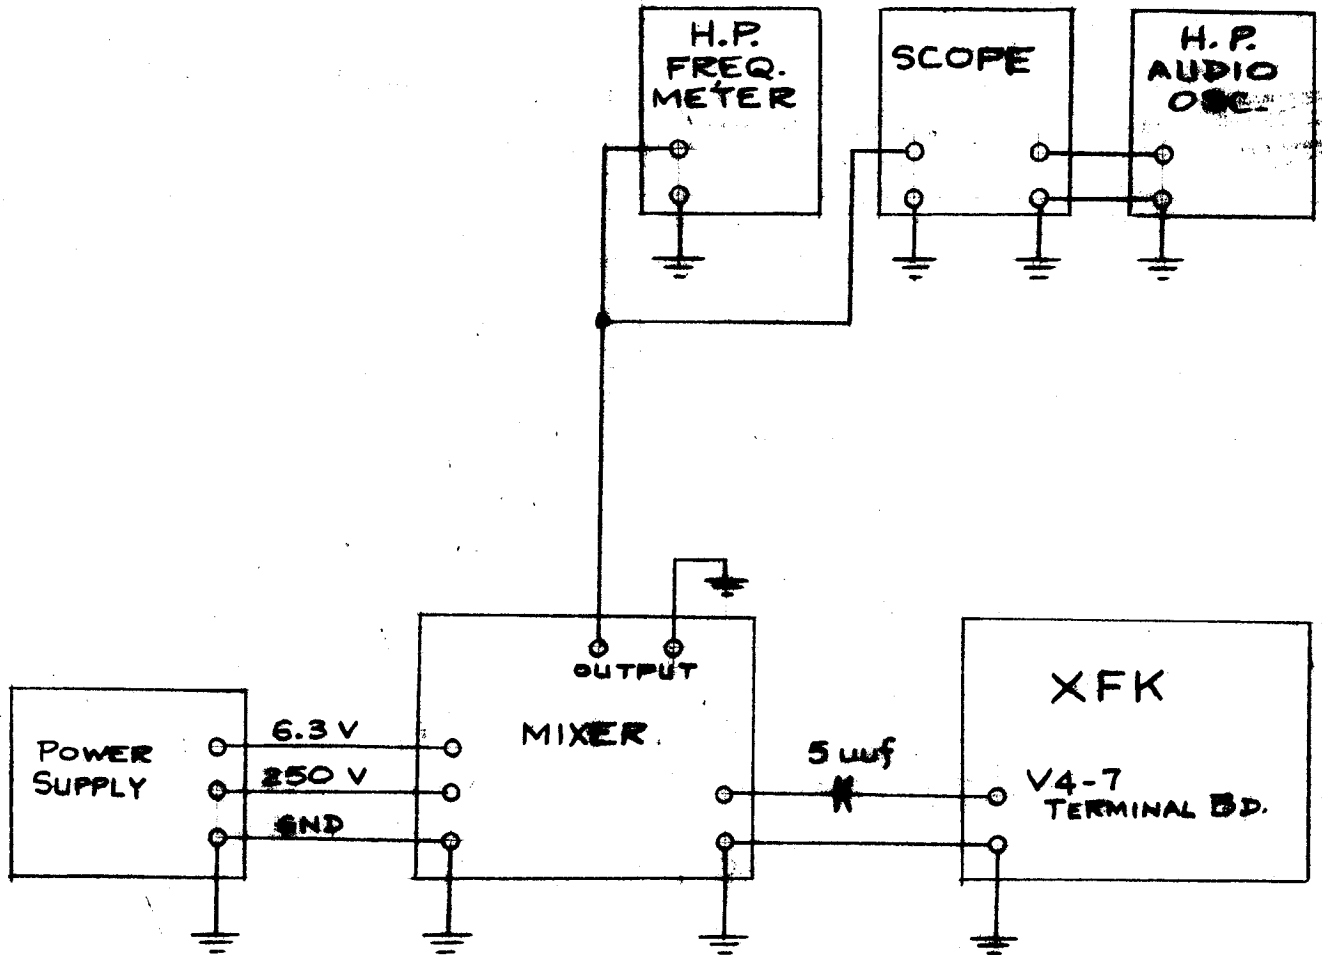 H.P.
FREQ.
METER
SCOPE
H.P.
AUDIO
OSC.
OUTPUT
MIXER
POWER
SUPPLY
6.3 V
250 V
GND
5 uuf
XFK
V4-7
TERMINAL BD.